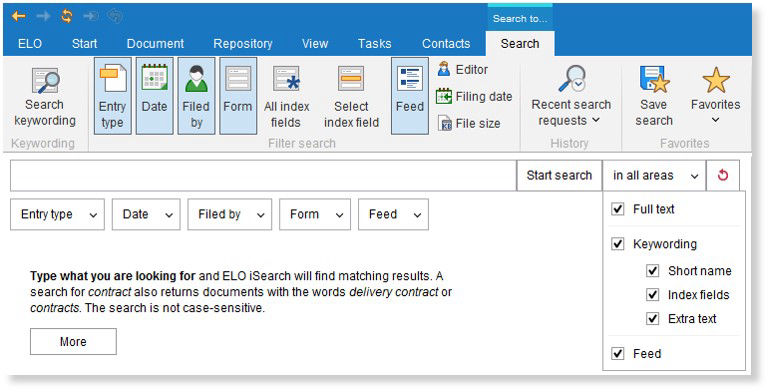 Search to...
ELO Start Document Repository View Tasks Contacts Search
Search keywording
Entry type
Date
Filed by
Form
All index fields
Select index field
Feed
Editor
Filing date
KB File size
Recent search requests
Save search
Favorites
Keywording Filter search History Favorites
Start search in all areas
Entry type Date Filed by Form Feed
Full text
Keywording
Short name
Index fields
Extra text
Feed
Type what you are looking for and ELO iSearch will find matching results. A
search for contract also returns documents with the words delivery contract or
contracts. The search is not case-sensitive.
More